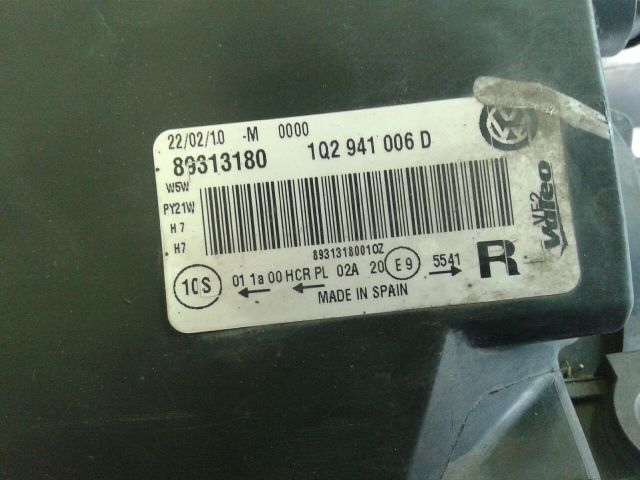 22/02/10 -M 0000
89313180 1Q2 941 006 D
W5W
PY21W
H7
H7
89313180010Z
10S 01 1a 00 HCR PL 02A 20 E9 5541 R
MADE IN SPAIN
VE2
Valeo